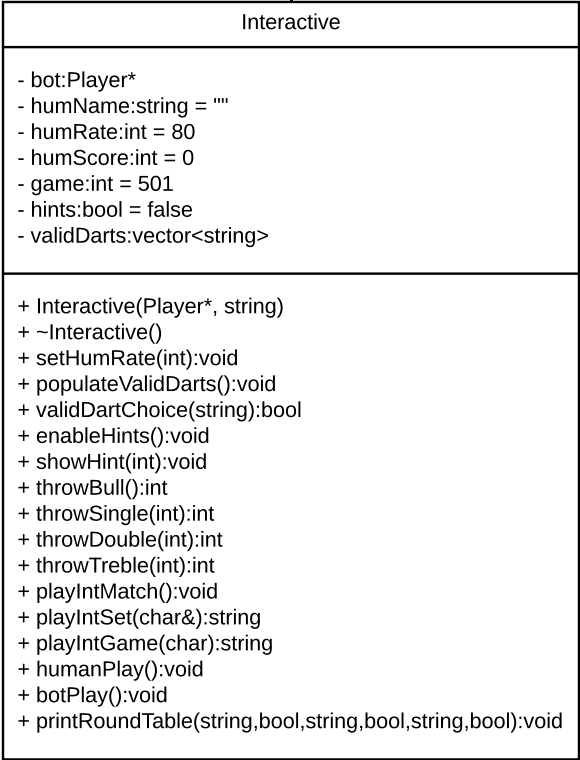 Interactive
- bot:Player*
- humName:string = ""
- humRate:int = 80
- humScore:int = 0
- game:int = 501
- hints:bool = false
- validDarts:vector<string>
+ Interactive(Player*, string)
+ ~Interactive()
+ setHumRate(int):void
+ populateValidDarts():void
+ validDartChoice(string):bool
+ enableHints():void
+ showHint(int):void
+ throwBull():int
+ throwSingle(int):int
+ throwDouble(int):int
+ throwTreble(int):int
+ playIntMatch():void
+ playIntSet(char&):string
+ playIntGame(char):string
+ humanPlay():void
+ botPlay():void
+ printRoundTable(string,bool,string,bool,string,bool):void